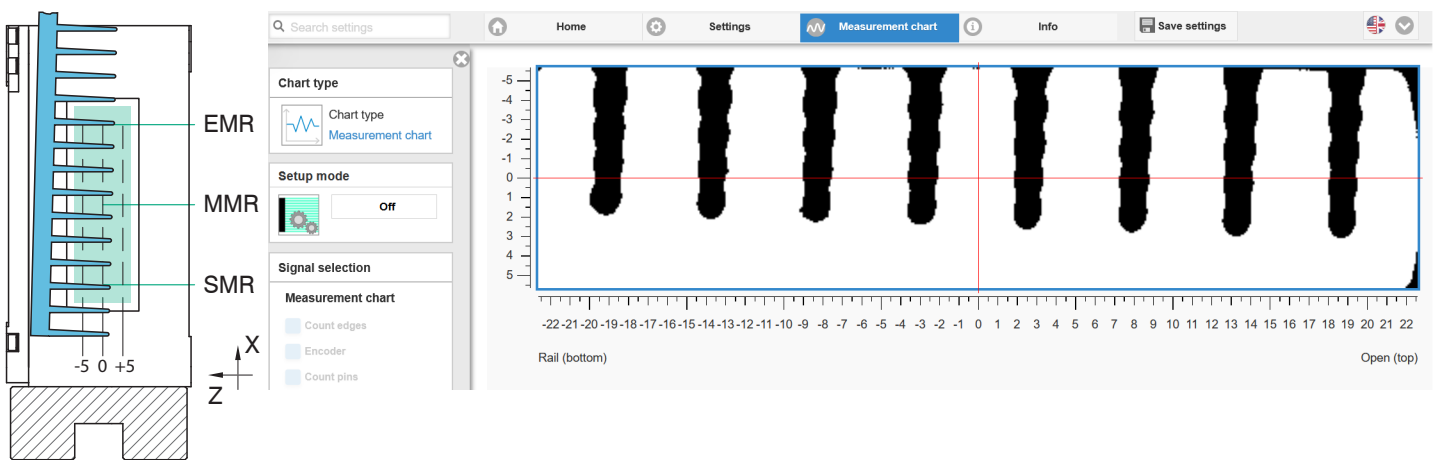 EMR
MMR
SMR
-5 0 +5
X
Z
Search settings
Home
Settings
Measurement chart
Info
Save settings
Chart type
Chart type
Measurement chart
Setup mode
Off
Signal selection
Measurement chart
Count edges
Encoder
Count pins
-5
-4
-3
-2
-1
0
1
2
3
4
5
-22 -21 -20 -19 -18 -17 -16 -15 -14 -13 -12 -11 -10 -9 -8 -7 -6 -5 -4 -3 -2 -1 0 1 2 3 4 5 6 7 8 9 10 11 12 13 14 15 16 17 18 19 20 21 22
Rail (bottom)
Open (top)